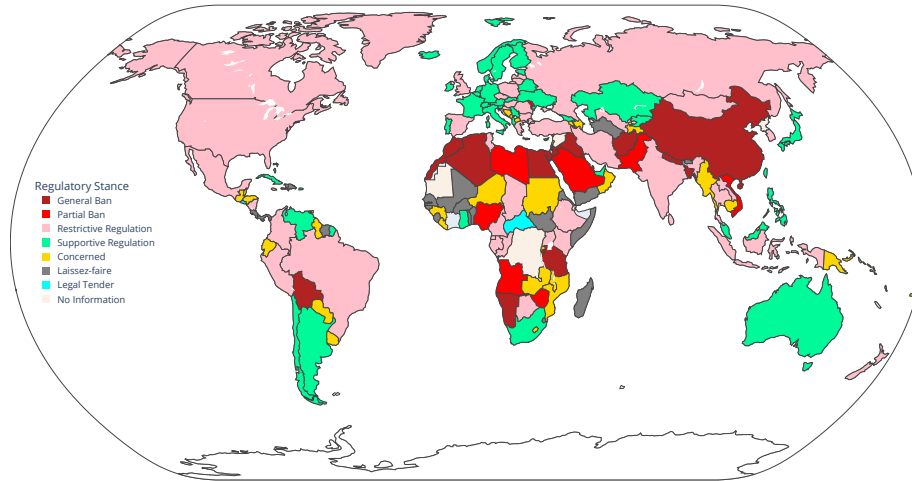 Regulatory Stance
General Ban
Partial Ban
Restrictive Regulation
Supportive Regulation
Concerned
Laissez-faire
Legal Tender
No Information